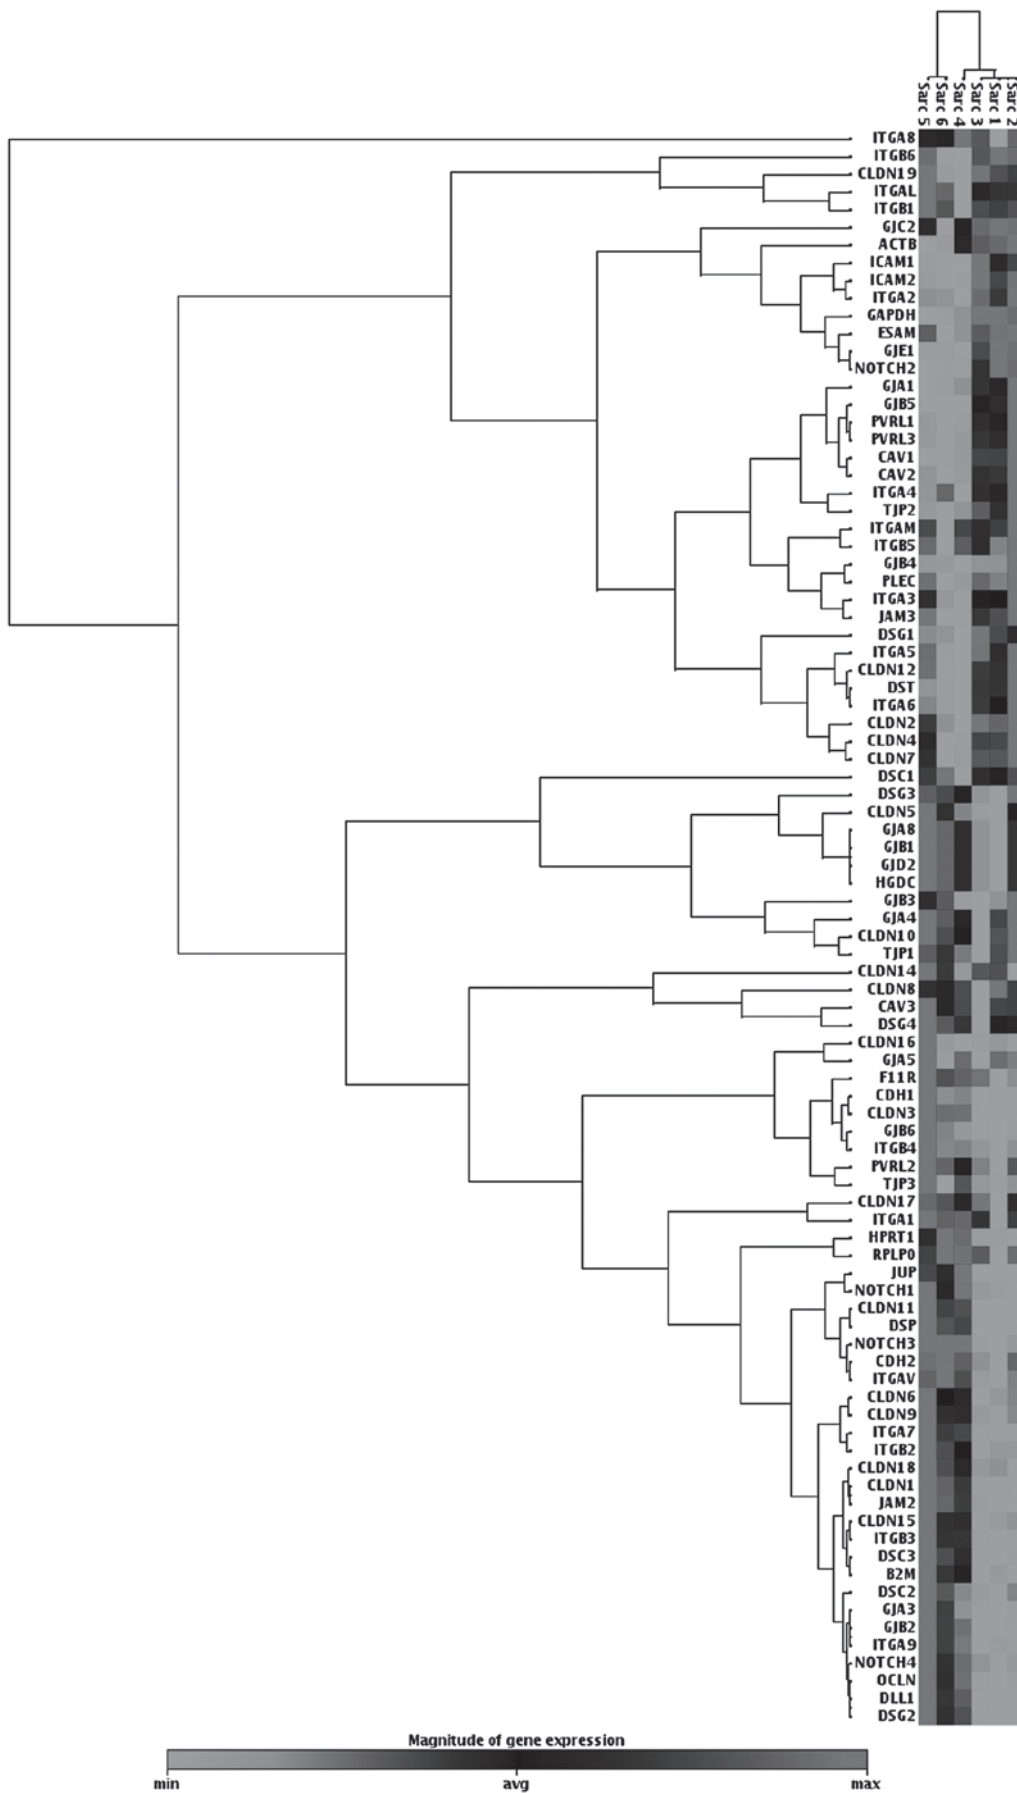 Sarc 5
Sarc 6
Sarc 4
Sarc 3
Sarc 1
Sarc 2
ITGA8
ITGB6
CLDN19
ITGAL
ITGB1
GJC2
ACTB
ICAM1
ICAM2
ITGA2
GAPDH
ESAM
GJE1
NOTCH2
GJA1
GJB5
PVRL1
PVRL3
CAV1
CAV2
ITGA4
TJP2
ITGAM
ITGB5
GJB4
PLEC
ITGA3
JAM3
DSG1
ITGA5
CLDN12
DST
ITGA6
CLDN2
CLDN4
CLDN7
DSC1
DSG3
CLDN5
GJA8
GJB1
GJD2
HGDC
GJB3
GJA4
CLDN10
TJP1
CLDN14
CLDN8
CAV3
DSG4
CLDN16
GJA5
F11R
CDH1
CLDN3
GJB6
ITGB4
PVRL2
TJP3
CLDN17
ITGA1
HPRT1
RPLP0
JUP
NOTCH1
CLDN11
DSP
NOTCH3
CDH2
ITGAV
CLDN6
CLDN9
ITGA7
ITGB2
CLDN18
CLDN1
JAM2
CLDN15
ITGB3
DSC3
B2M
DSC2
GJA3
GJB2
ITGA9
NOTCH4
OCLN
DLL1
DSG2
Magnitude of gene expression
min avg max